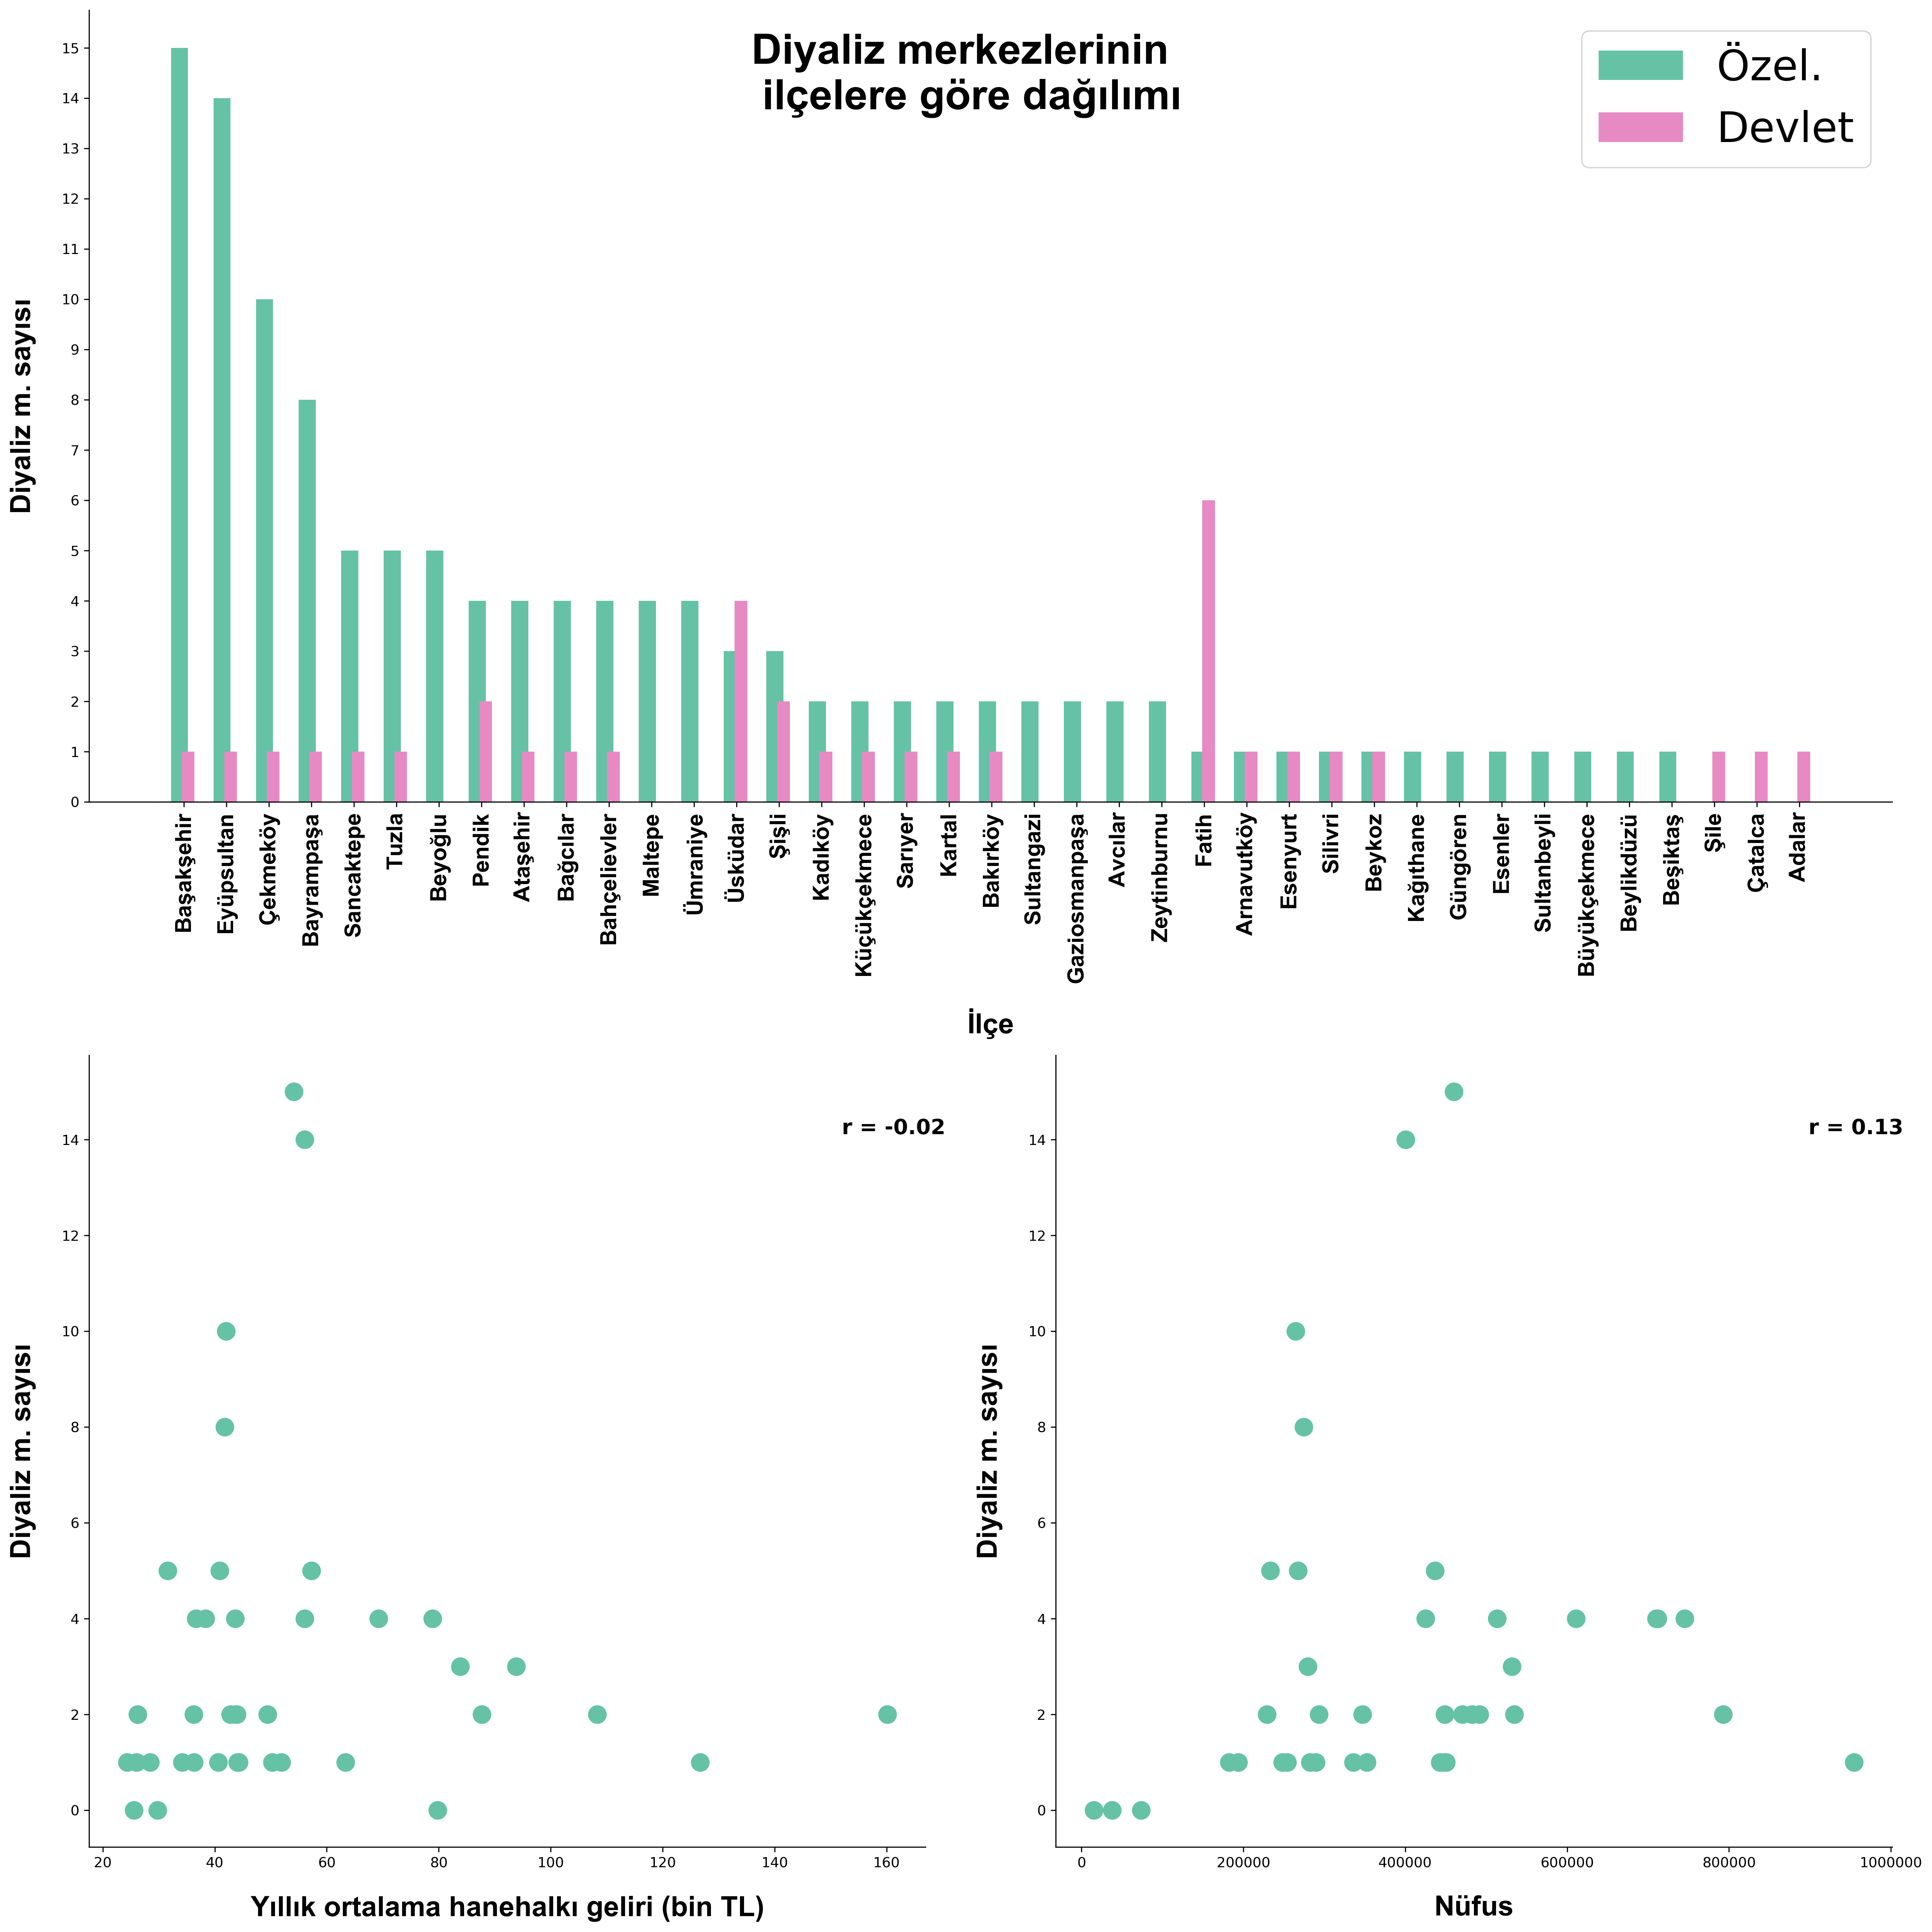 Diyaliz merkezlerinin
ilçelere göre dağılımı
Özel.
Devlet
Diyaliz m. sayısı
15
14
13
12
11
10
9
8
7
6
5
4
3
2
1
0
Başakşehir
Eyüpsultan
Çekmeköy
Bayrampaşa
Sancaktepe
Tuzla
Beyoğlu
Pendik
Ataşehir
Bağcılar
Bahçelievler
Maltepe
Ümraniye
Üsküdar
Şişli
Kadıköy
Küçükçekmece
Sarıyer
Kartal
Bakırköy
Sultangazi
Gaziosmanpaşa
Avcılar
Zeytinburnu
Fatih
Arnavutköy
Esenyurt
Silivri
Beykoz
Kağıthane
Güngören
Esenler
Sultanbeyli
Büyükçekmece
Beylikdüzü
Beşiktaş
Şile
Çatalca
Adalar
İlçe
r = -0.02
Diyaliz m. sayısı
14
12
10
8
6
4
2
0
20 40 60 80 100 120 140 160
Yıllık ortalama hanehalkı geliri (bin TL)
r = 0.13
Diyaliz m. sayısı
14
12
10
8
6
4
2
0
0 200000 400000 600000 800000 1000000
Nüfus